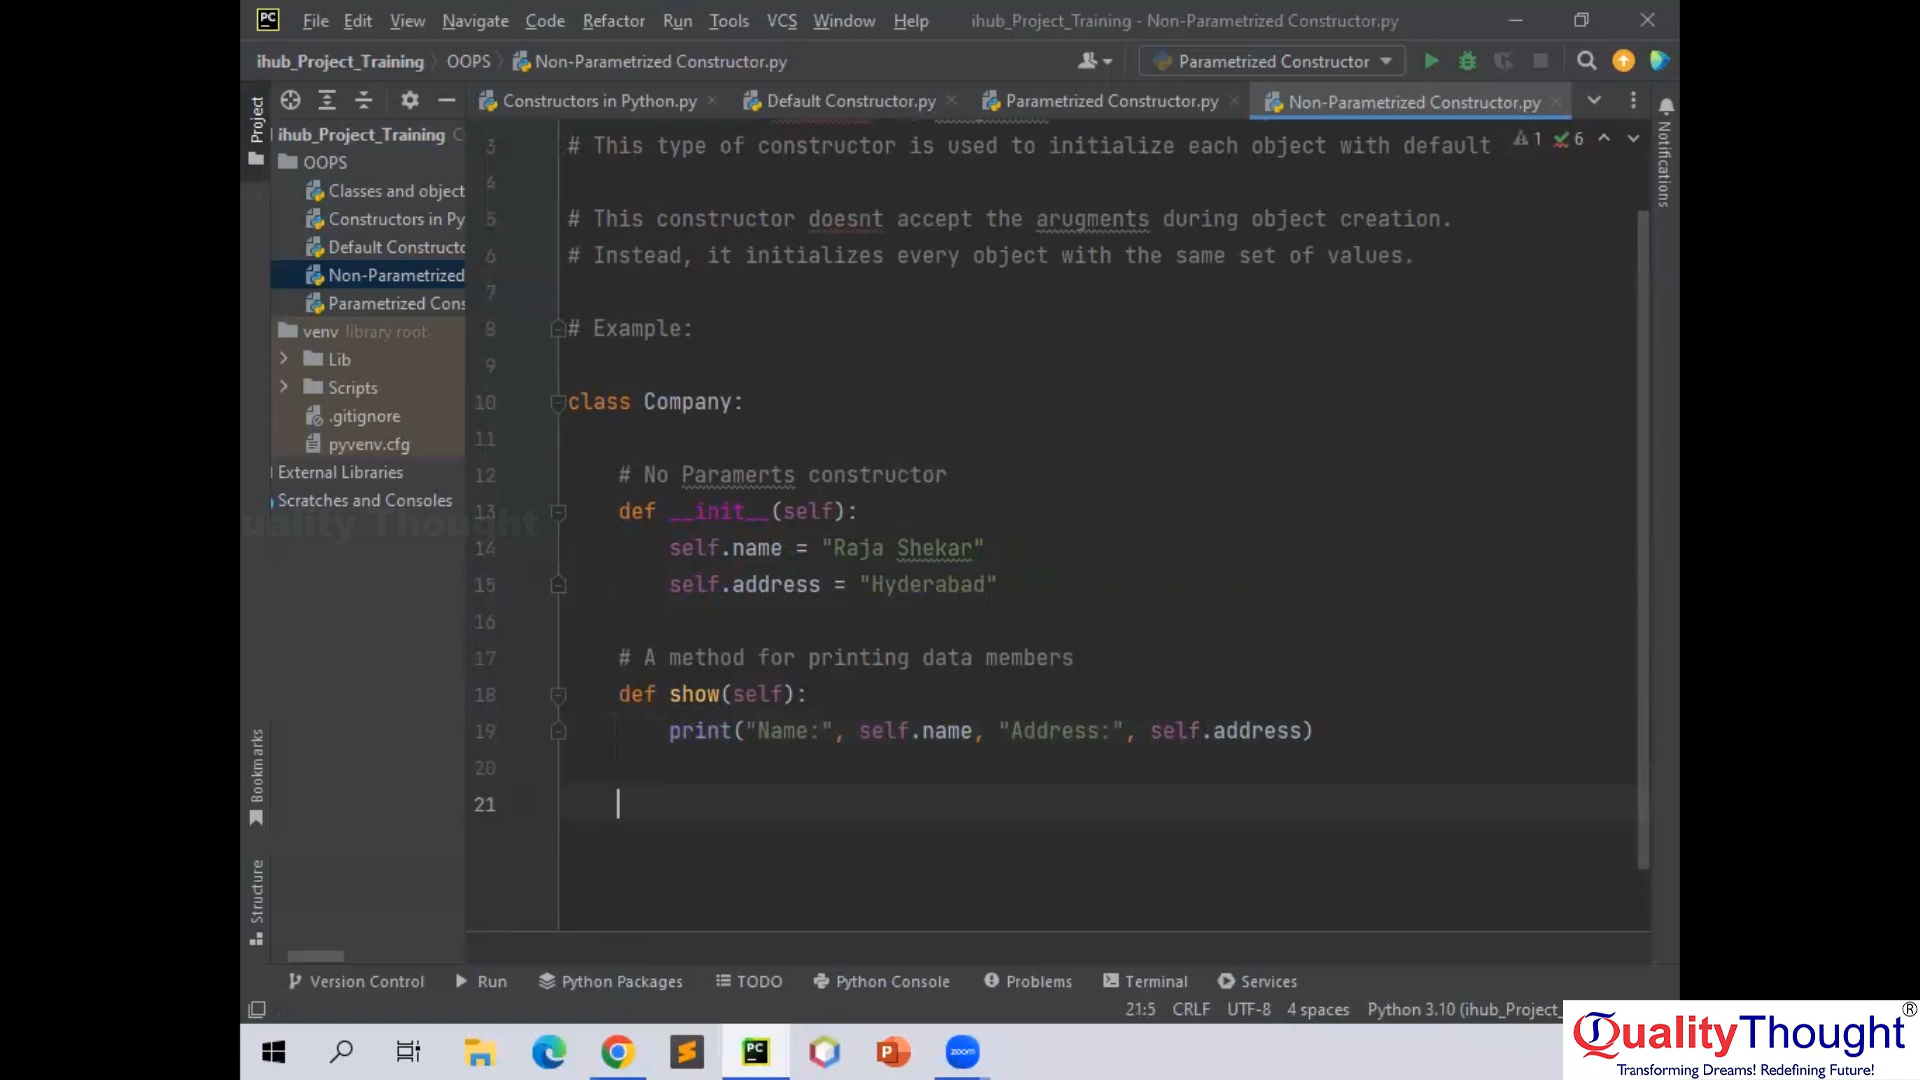 PC File Edit View Navigate Code Refactor Run Tools VCS Window Help ihub_Project_Training - Non-Parametrized Constructor.py
ihub_Project_Training OOPS Non-Parametrized Constructor.py Parametrized Constructor
Constructors in Python.py Default Constructor.py Parametrized Constructor.py Non-Parametrized Constructor.py
Project
ihub_Project_Training
OOPS
Classes and object
Constructors in Py
Default Constructo
Non-Parametrized
Parametrized Cons
venv library root
Lib
Scripts
.gitignore
pyvenv.cfg
External Libraries
Scratches and Consoles
uality Thought
Bookmarks
Structure
3 # This type of constructor is used to initialize each object with default
1 6
4
5 # This constructor doesnt accept the arugments during object creation.
6 # Instead, it initializes every object with the same set of values.
7
8 # Example:
9
10 class Company:
11
12 # No Paramerts constructor
13 def __init__(self):
14 self.name = "Raja Shekar"
15 self.address = "Hyderabad"
16
17 # A method for printing data members
18 def show(self):
19 print("Name:", self.name, "Address:", self.address)
20
21
Notifications
Version Control Run Python Packages TODO Python Console Problems Terminal Services
21:5 CRLF UTF-8 4 spaces Python 3.10 (ihub_Project_
PC P zoom
QualityThought ®
Transforming Dreams! Redefining Future!